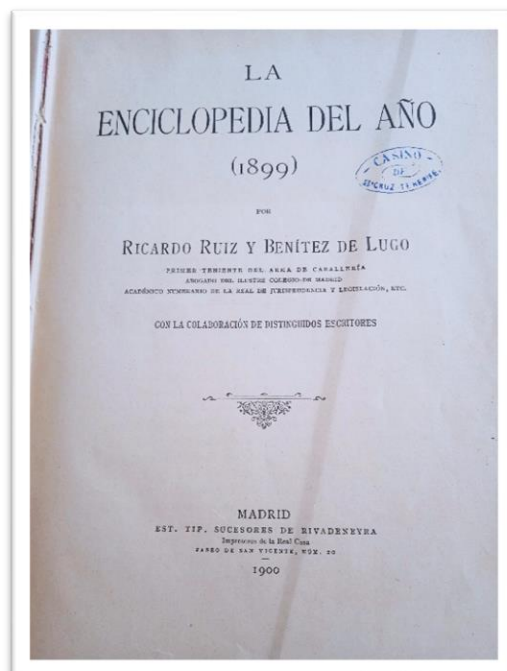 LA
ENCICLOPEDIA DEL AÑO
(1899)
CASINO
DE
STA CRUZ TENERIFE
POR
RICARDO RUIZ Y BENÍTEZ DE LUGO
PRIMER TENIENTE DEL ARMA DE CABALLERÍA
ABOGADO DEL ILUSTRE COLEGIO DE MADRID
ACADÉMICO NUMERARIO DE LA REAL DE JURISPRUDENCIA Y LEGISLACIÓN, ETC.
CON LA COLABORACIÓN DE DISTINGUIDOS ESCRITORES
MADRID
EST. TIP. SUCESORES DE RIVADENEYRA
Impresores de la Real Casa
PASEO DE SAN VICENTE, NÚM. 20
1900